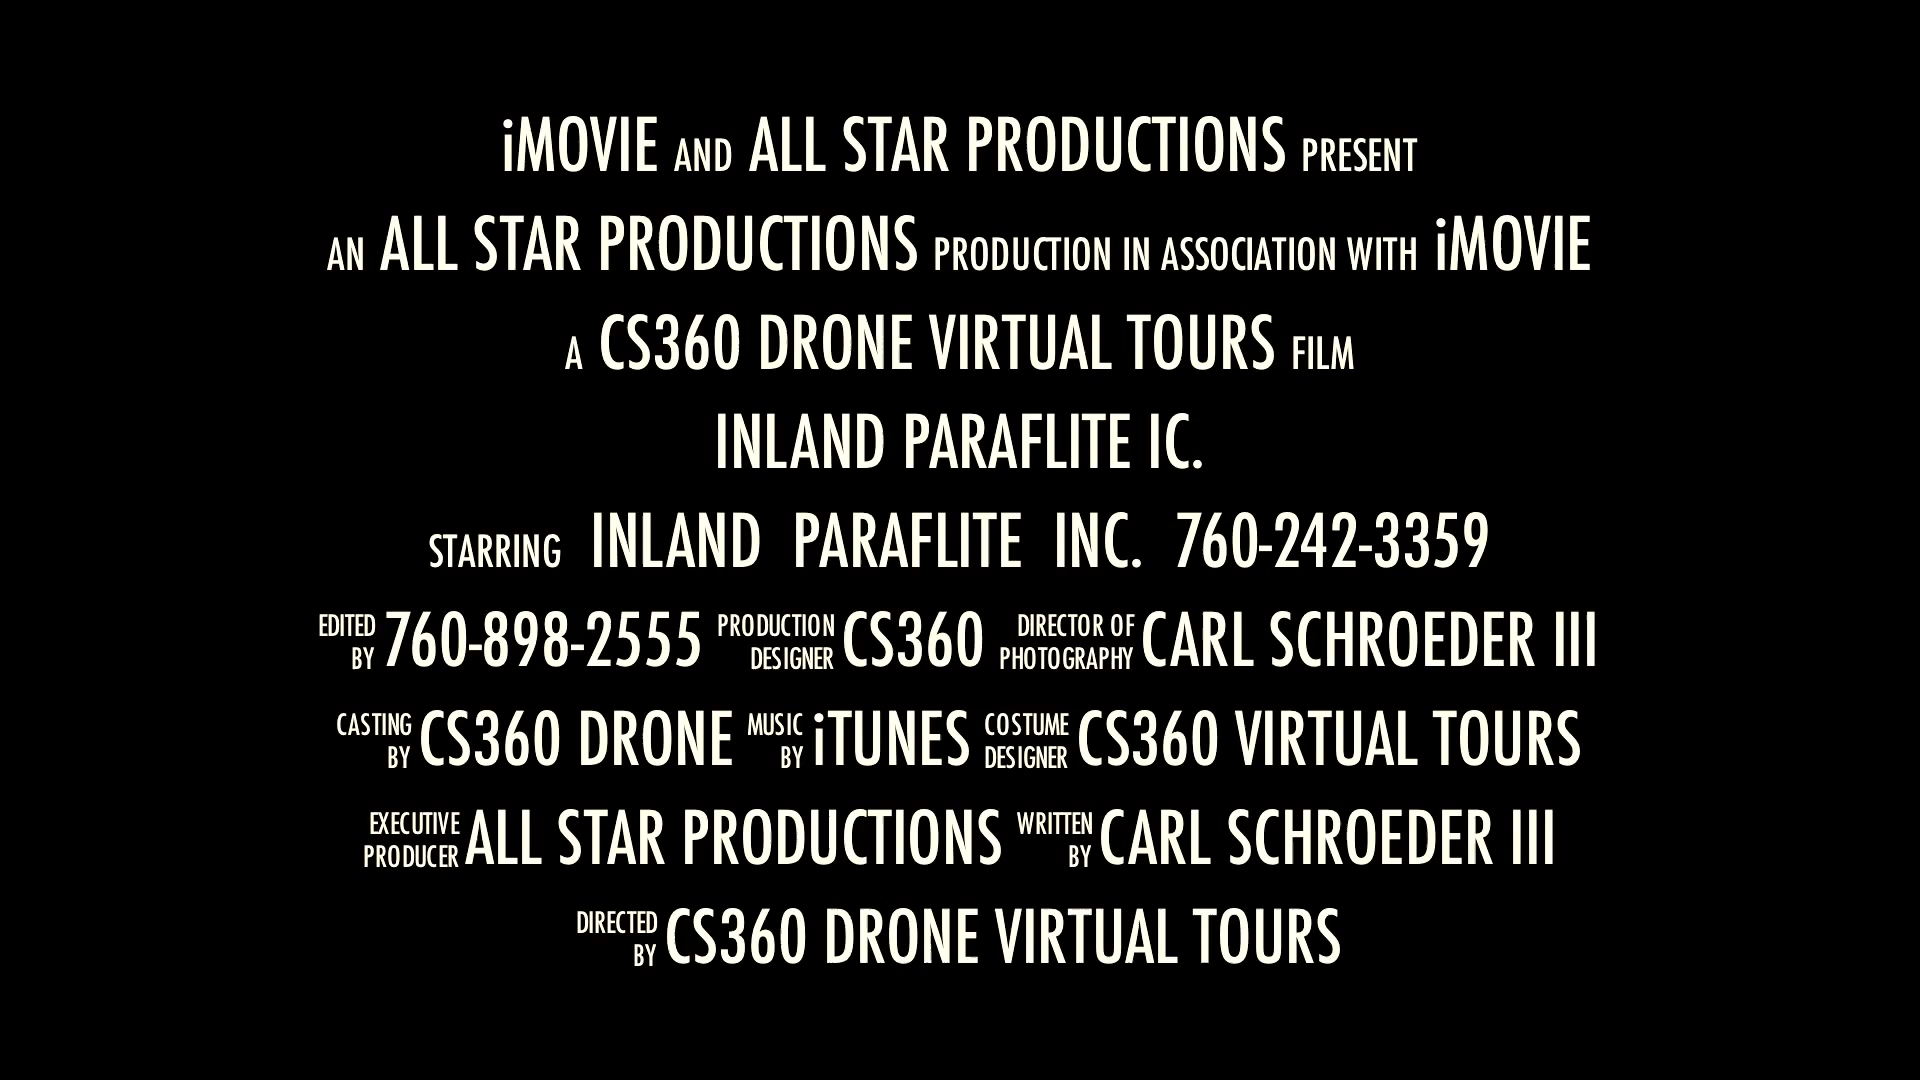 iMOVIE AND ALL STAR PRODUCTIONS PRESENT
AN ALL STAR PRODUCTIONS PRODUCTION IN ASSOCIATION WITH iMOVIE
A CS360 DRONE VIRTUAL TOURS FILM
INLAND PARAFLITE IC.
STARRING INLAND PARAFLITE INC. 760-242-3359
EDITED BY 760-898-2555 PRODUCTION DESIGNER CS360 DIRECTOR OF PHOTOGRAPHY CARL SCHROEDER III
CASTING BY CS360 DRONE MUSIC BY iTUNES COSTUME DESIGNER CS360 VIRTUAL TOURS
EXECUTIVE PRODUCER ALL STAR PRODUCTIONS WRITTEN BY CARL SCHROEDER III
DIRECTED BY CS360 DRONE VIRTUAL TOURS